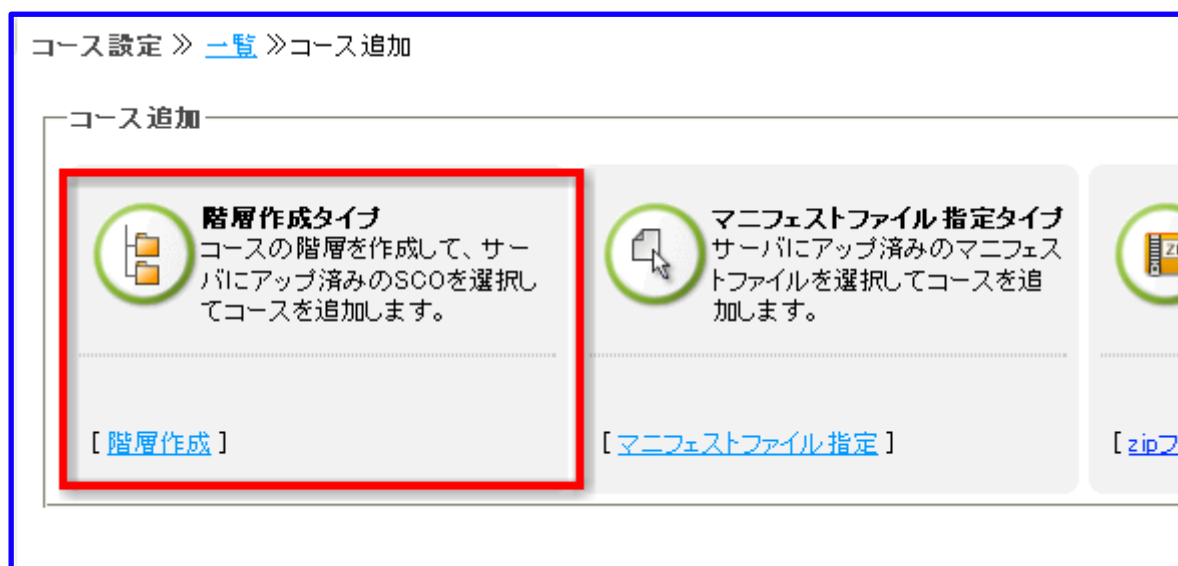 コース設定 ≫ 一覧 ≫コース追加
コース追加
階層作成タイプ
コースの階層を作成して、サー
バにアップ済みのSCOを選択し
てコースを追加します。
[ 階層作成 ]
マニフェストファイル指定タイプ
サーバにアップ済みのマニフェス
トファイルを選択してコースを追
加します。
[ マニフェストファイル指定 ]
[ zipフ